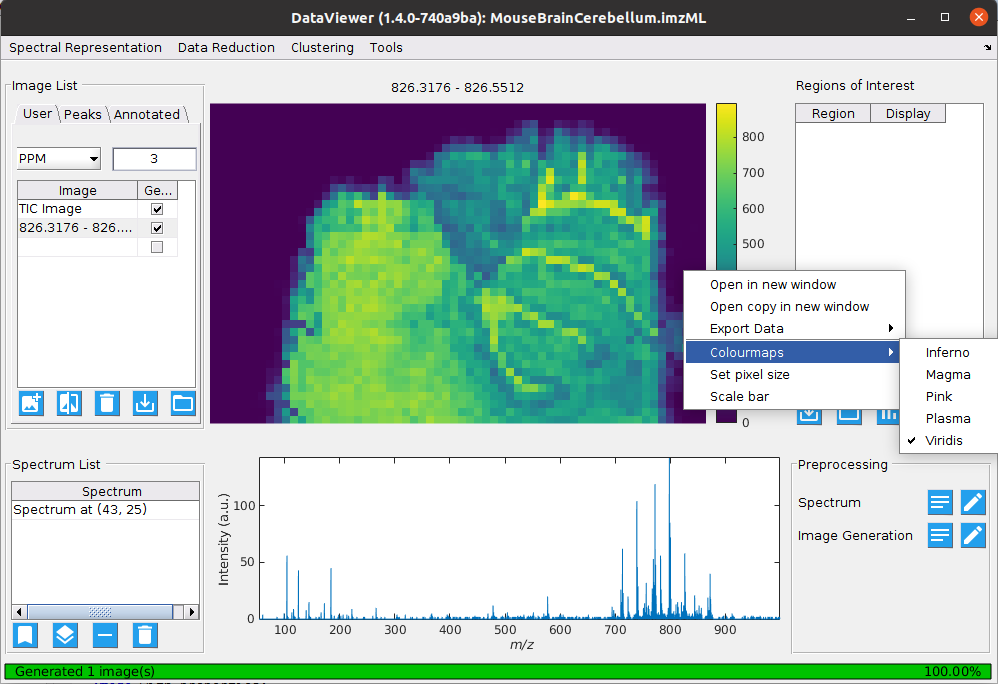 DataViewer (1.4.0-740a9ba): MouseBrainCerebellum.imzML
Spectral Representation Data Reduction Clustering Tools
Image List
User Peaks Annotated
PPM 3
Image Ge...
TIC Image
826.3176 - 826....
826.3176 - 826.5512
800
700
600
500
0
Regions of Interest
Region Display
Open in new window
Open copy in new window
Export Data
Colourmaps
Set pixel size
Scale bar
Inferno
Magma
Pink
Plasma
Viridis
Spectrum List
Spectrum
Spectrum at (43, 25)
Intensity (a.u.)
100
50
0
100 200 300 400 500 600 700 800 900
m/z
Preprocessing
Spectrum
Image Generation
Generated 1 image(s) 100.00%